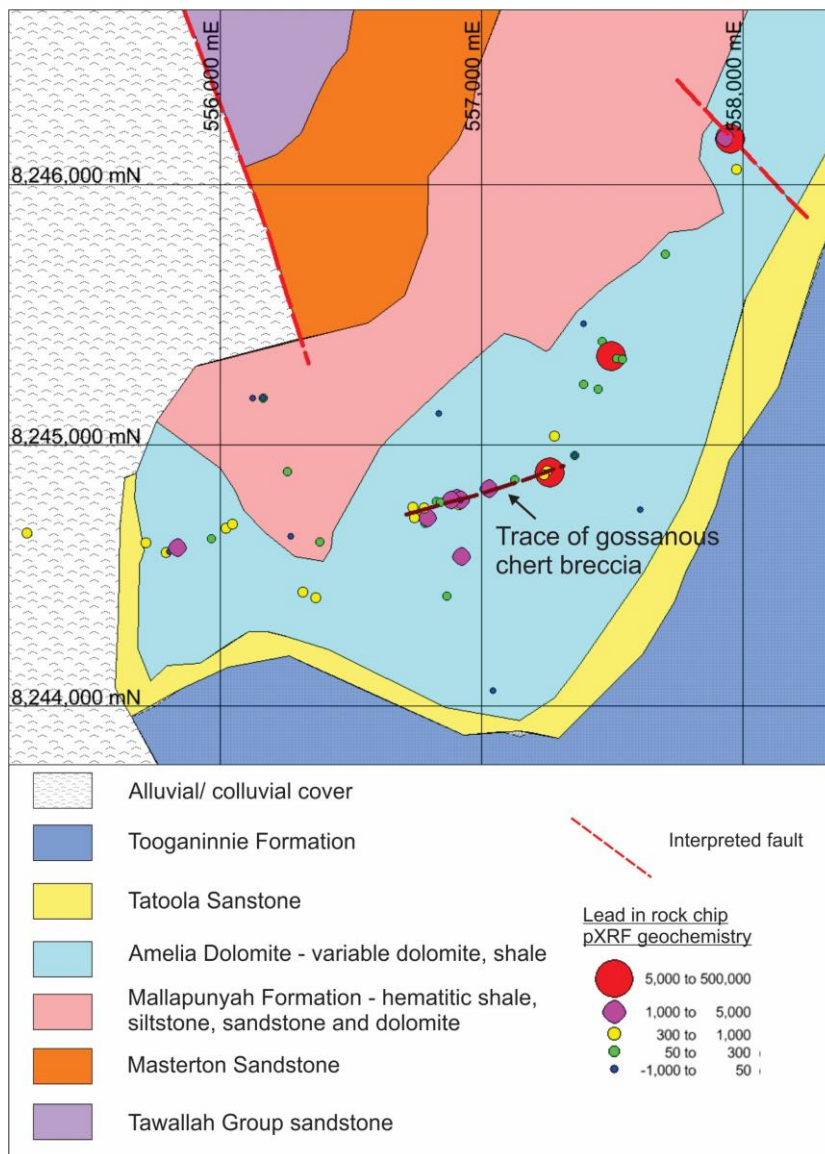 556,000 mE
557,000 mE
558,000 mE
8,246,000 mN
8,245,000 mN
Trace of gossanous
chert breccia
8,244,000 mN
Alluvial/ colluvial cover
Tooganinnie Formation
Tatoola Sanstone
Amelia Dolomite - variable dolomite, shale
Mallapunyah Formation - hematitic shale,
siltstone, sandstone and dolomite
Masterton Sandstone
Tawallah Group sandstone
Interpreted fault
Lead in rock chip
pXRF geochemistry
5,000 to 500,000
1,000 to 5,000
300 to 1,000
50 to 300
-1,000 to 50